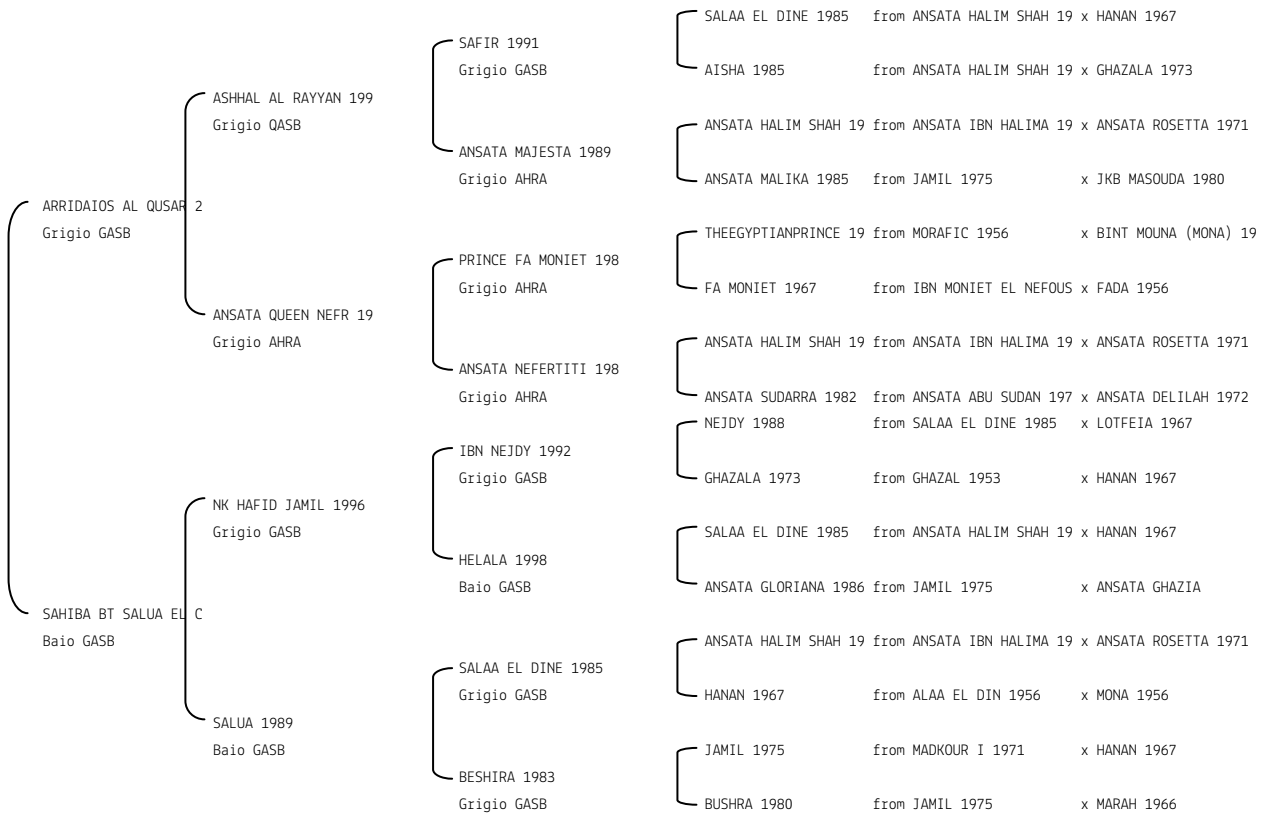 SALAA EL DINE 1985 from ANSATA HALIM SHAH 19 x HANAN 1967
SAFIR 1991
Grigio GASB
AISHA 1985 from ANSATA HALIM SHAH 19 x GHAZALA 1973
ASHHAL AL RAYYAN 199
Grigio QASB
ANSATA HALIM SHAH 19 from ANSATA IBN HALIMA 19 x ANSATA ROSETTA 1971
ANSATA MAJESTA 1989
Grigio AHRA
ANSATA MALIKA 1985 from JAMIL 1975 x JKB MASOUDA 1980
ARRIDAIOS AL QUSAR 2
Grigio GASB
THEEGYPTIANPRINCE 19 from MORAFIC 1956 x BINT MOUNA (MONA) 19
PRINCE FA MONIET 198
Grigio AHRA
FA MONIET 1967 from IBN MONIET EL NEFOUS x FADA 1956
ANSATA QUEEN NEFR 19
Grigio AHRA
ANSATA HALIM SHAH 19 from ANSATA IBN HALIMA 19 x ANSATA ROSETTA 1971
ANSATA NEFERTITI 198
Grigio AHRA
ANSATA SUDARRA 1982 from ANSATA ABU SUDAN 197 x ANSATA DELILAH 1972
NEJDY 1988 from SALAA EL DINE 1985 x LOTFEIA 1967
IBN NEJDY 1992
Grigio GASB
GHAZALA 1973 from GHAZAL 1953 x HANAN 1967
NK HAFID JAMIL 1996
Grigio GASB
SALAA EL DINE 1985 from ANSATA HALIM SHAH 19 x HANAN 1967
HELALA 1998
Baio GASB
ANSATA GLORIANA 1986 from JAMIL 1975 x ANSATA GHAZIA
SAHIBA BT SALUA EL C
Baio GASB
ANSATA HALIM SHAH 19 from ANSATA IBN HALIMA 19 x ANSATA ROSETTA 1971
SALAA EL DINE 1985
Grigio GASB
HANAN 1967 from ALAA EL DIN 1956 x MONA 1956
SALUA 1989
Baio GASB
JAMIL 1975 from MADKOUR I 1971 x HANAN 1967
BESHIRA 1983
Grigio GASB
BUSHRA 1980 from JAMIL 1975 x MARAH 1966